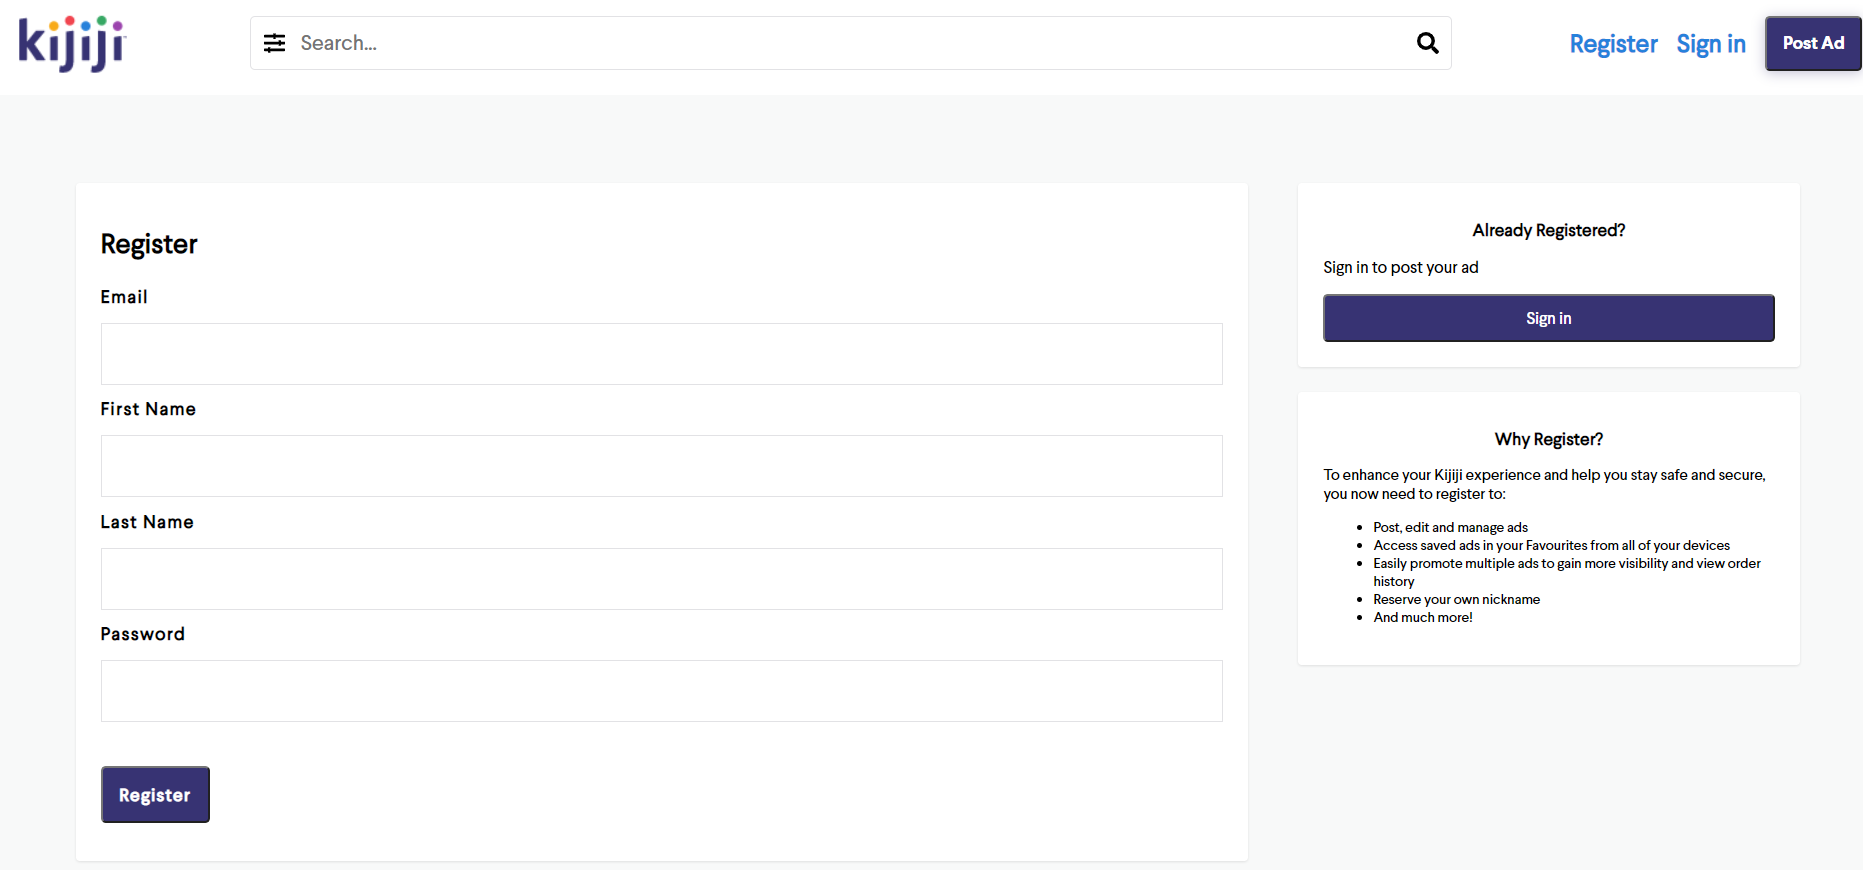 kijiji
Search...
Register
Sign in
Post Ad
Register
Email
First Name
Last Name
Password
Register
Already Registered?
Sign in to post your ad
Sign in
Why Register?
To enhance your Kijiji experience and help you stay safe and secure,
you now need to register to:
• Post, edit and manage ads
• Access saved ads in your Favourites from all of your devices
• Easily promote multiple ads to gain more visibility and view order
history
• Reserve your own nickname
• And much more!